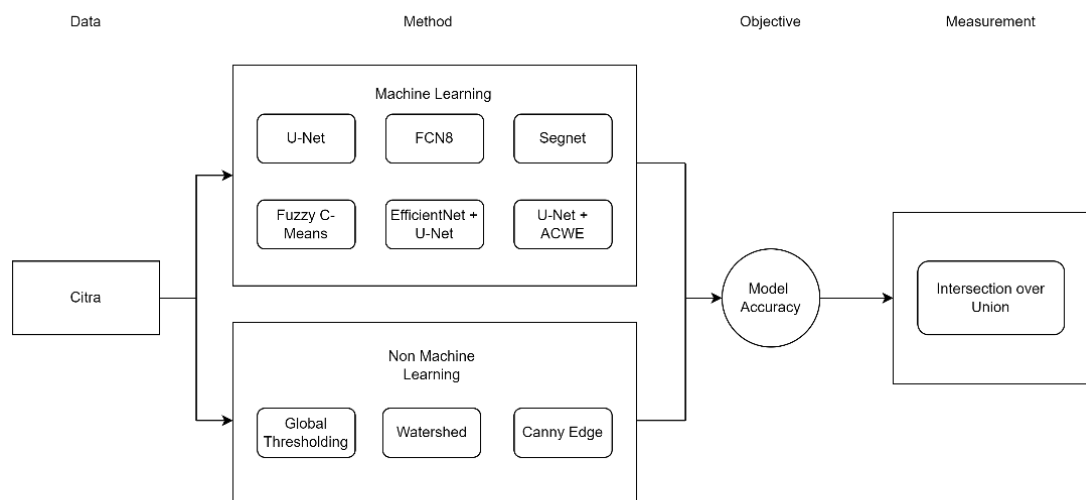 Data
Method
Objective
Measurement
Machine Learning
U-Net
FCN8
Segnet
Fuzzy C-
Means
EfficientNet +
U-Net
U-Net +
ACWE
Citra
Model
Accuracy
Intersection over
Union
Non Machine
Learning
Global
Thresholding
Watershed
Canny Edge